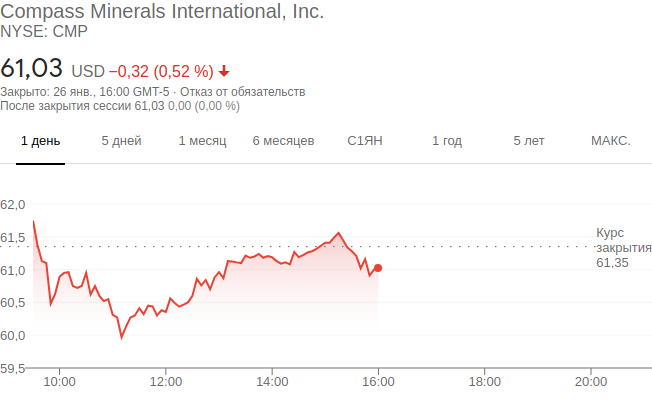 Compass Minerals International, Inc.
NYSE: CMP
61,03 USD −0,32 (0,52 %)
Закрыто: 26 янв., 16:00 GMT-5 · Отказ от обязательств
После закрытия сессии 61,03 0,00 (0,00 %)
1 день 5 дней 1 месяц 6 месяцев С1ЯН 1 год 5 лет МАКС.
62,0
61,5
61,0
60,5
60,0
59,5
Курс
закрытия
61,35
10:00 12:00 14:00 16:00 18:00 20:00